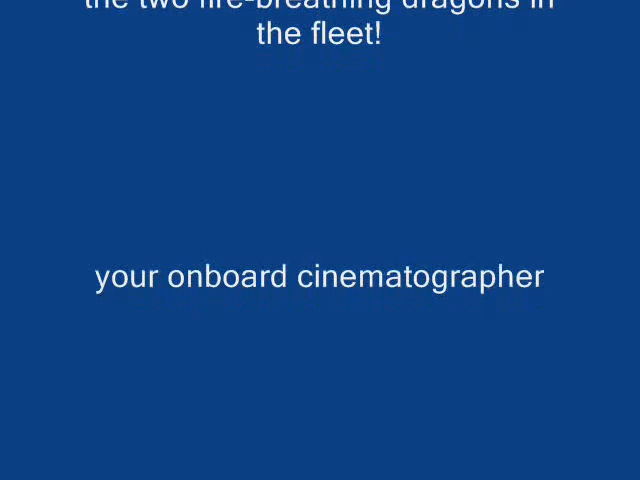 the two fire-breathing dragons in
the fleet!
your onboard cinematographer